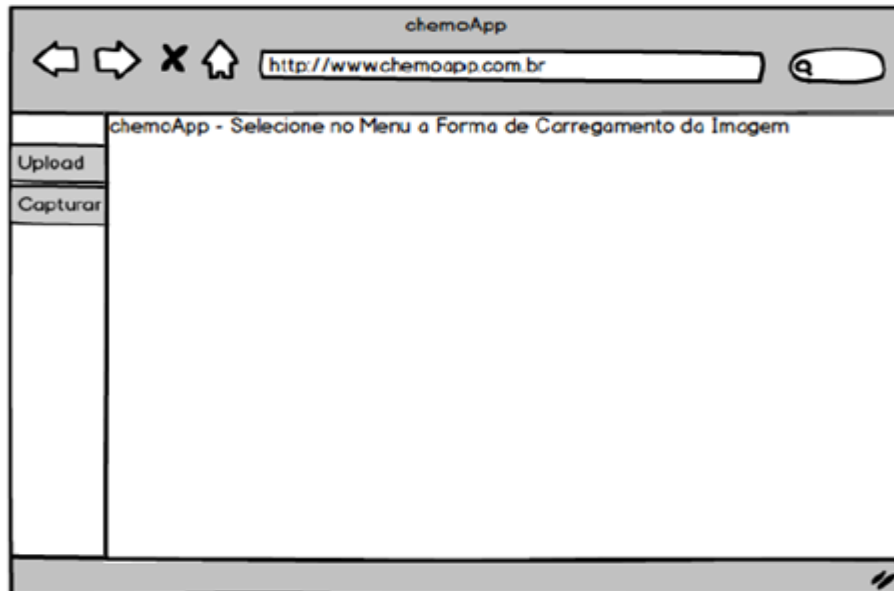 chemoApp
http://www.chemoapp.com.br
chemoApp - Selecione no Menu a Forma de Carregamento da Imagem
Upload
Capturar